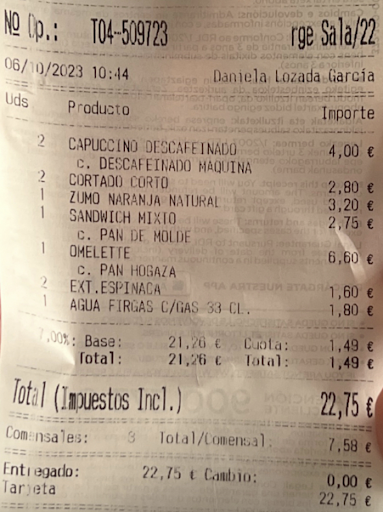 Nº Op.: T04-509723 rge Sala/22
06/10/2023 10:44 Daniela Lozada Garcia
Uds Producto Importe
2 CAPUCCINO DESCAFEINADO 4,00 €
c. DESCAFEINADO MAQUINA
2 CORTADO CORTO 2,80 €
1 ZUMO NARANJA NATURAL 3,20 €
1 SANDWICH MIXTO 2,75 €
c. PAN DE MOLDE
1 OMELETTE 6,60 €
c. PAN HOGAZA
2 EXT.ESPINACA 1,60 €
1 AGUA FIRGAS C/GAS 33 CL. 1,80 €
7,00%: Base: 21,26 € Cuota: 1,49 €
Total: 21,26 € Total: 1,49 €
Total (Impuestos Incl.) 22,75 €
Comensales: 3 Total/Comensal: 7,58 €
Entregado: 22,75 € Cambio: 0,00 €
Tarjeta 22,75 €